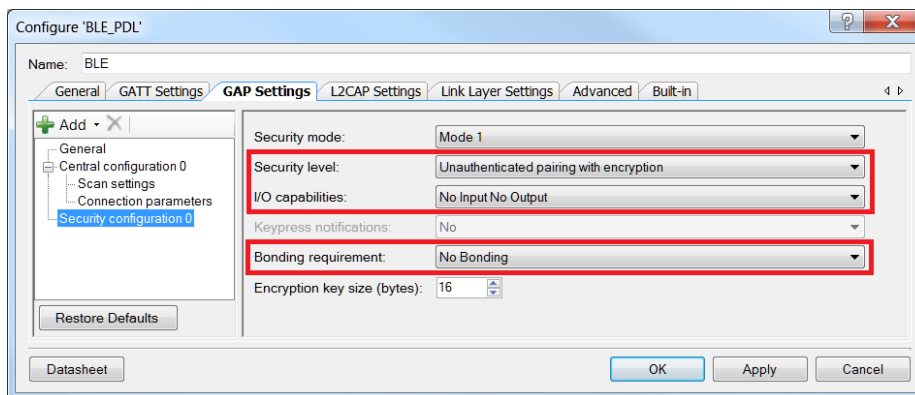 Configure 'BLE_PDL'
Name: BLE
General GATT Settings GAP Settings L2CAP Settings Link Layer Settings Advanced Built-in
Add
General
Central configuration 0
Scan settings
Connection parameters
Security configuration 0
Restore Defaults
Security mode: Mode 1
Security level: Unauthenticated pairing with encryption
I/O capabilities: No Input No Output
Keypress notifications: No
Bonding requirement: No Bonding
Encryption key size (bytes): 16
Datasheet OK Apply Cancel